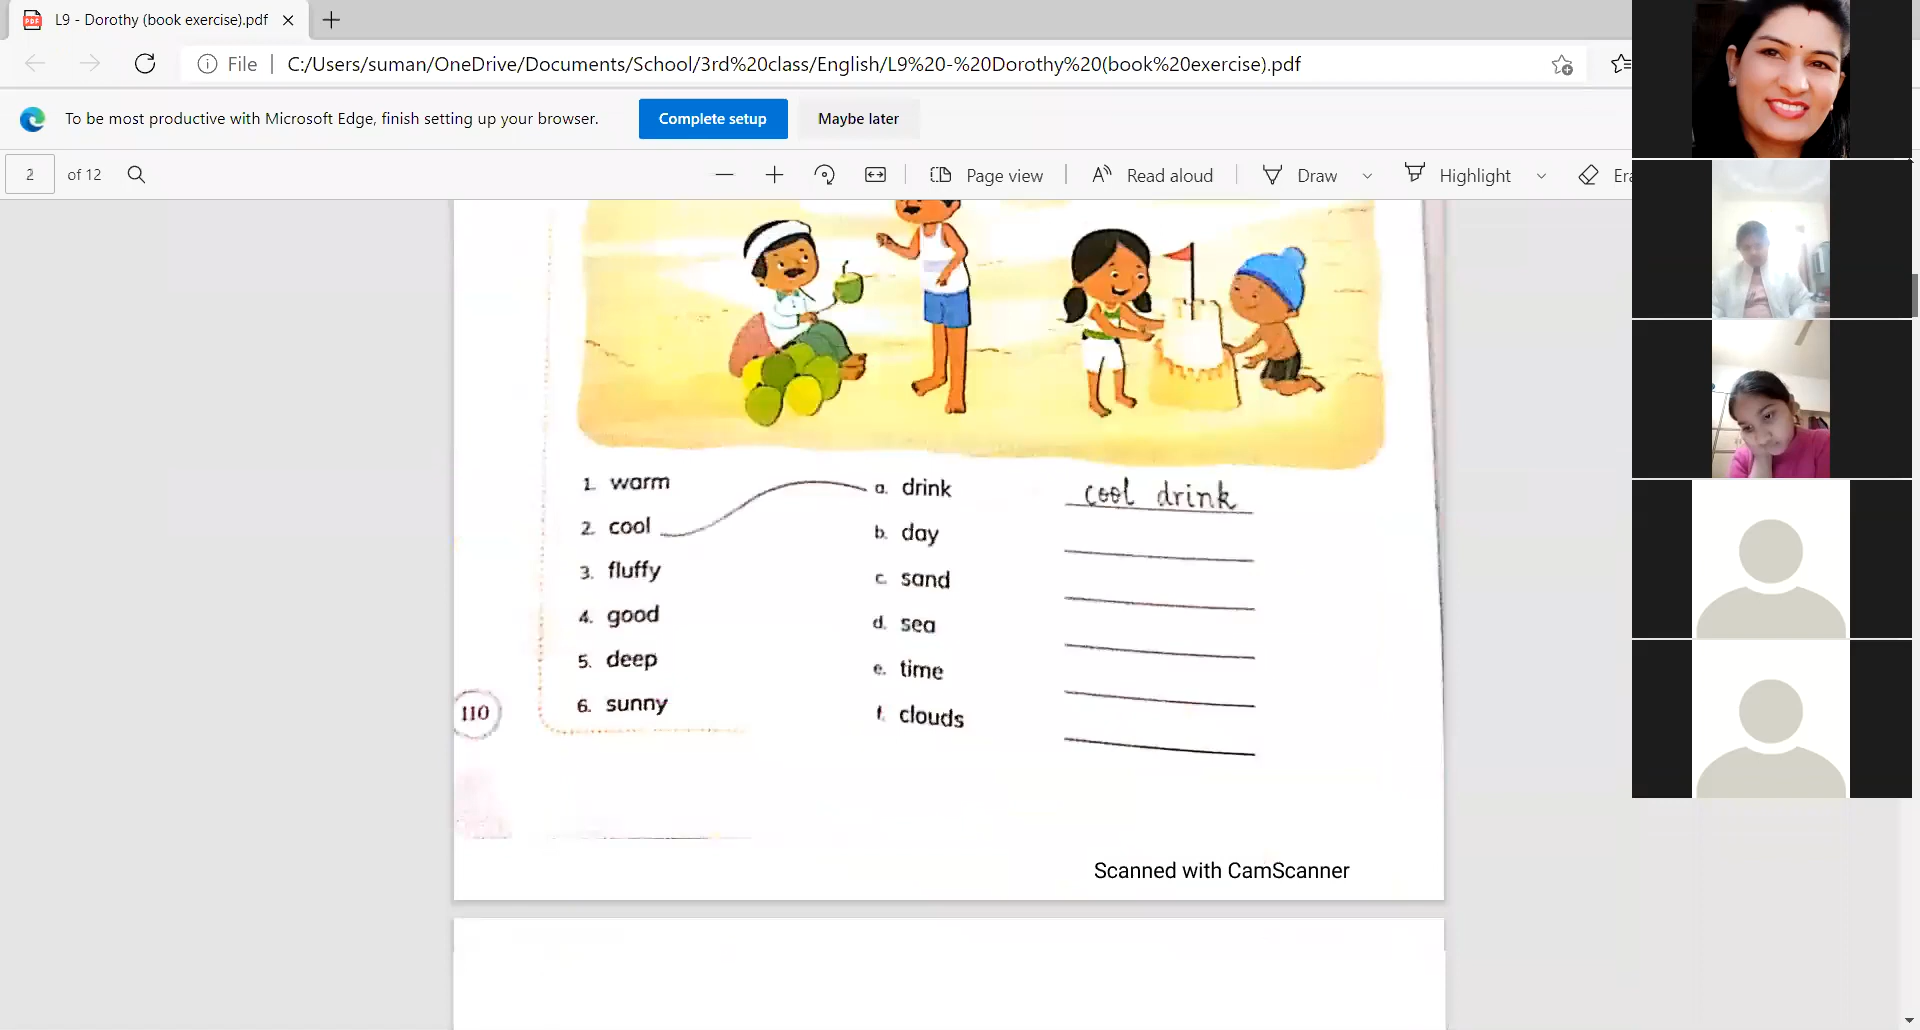 L9 - Dorothy (book exercise).pdf
File | C:/Users/suman/OneDrive/Documents/School/3rd%20class/English/L9%20-%20Dorothy%20(book%20exercise).pdf
To be most productive with Microsoft Edge, finish setting up your browser. Complete setup Maybe later
2 of 12 Page view Read aloud Draw Highlight Era
1. warm a. drink cool drink
2. cool b. day
3. fluffy c. sand
4. good d. sea
5. deep e. time
6. sunny f. clouds
110
Scanned with CamScanner